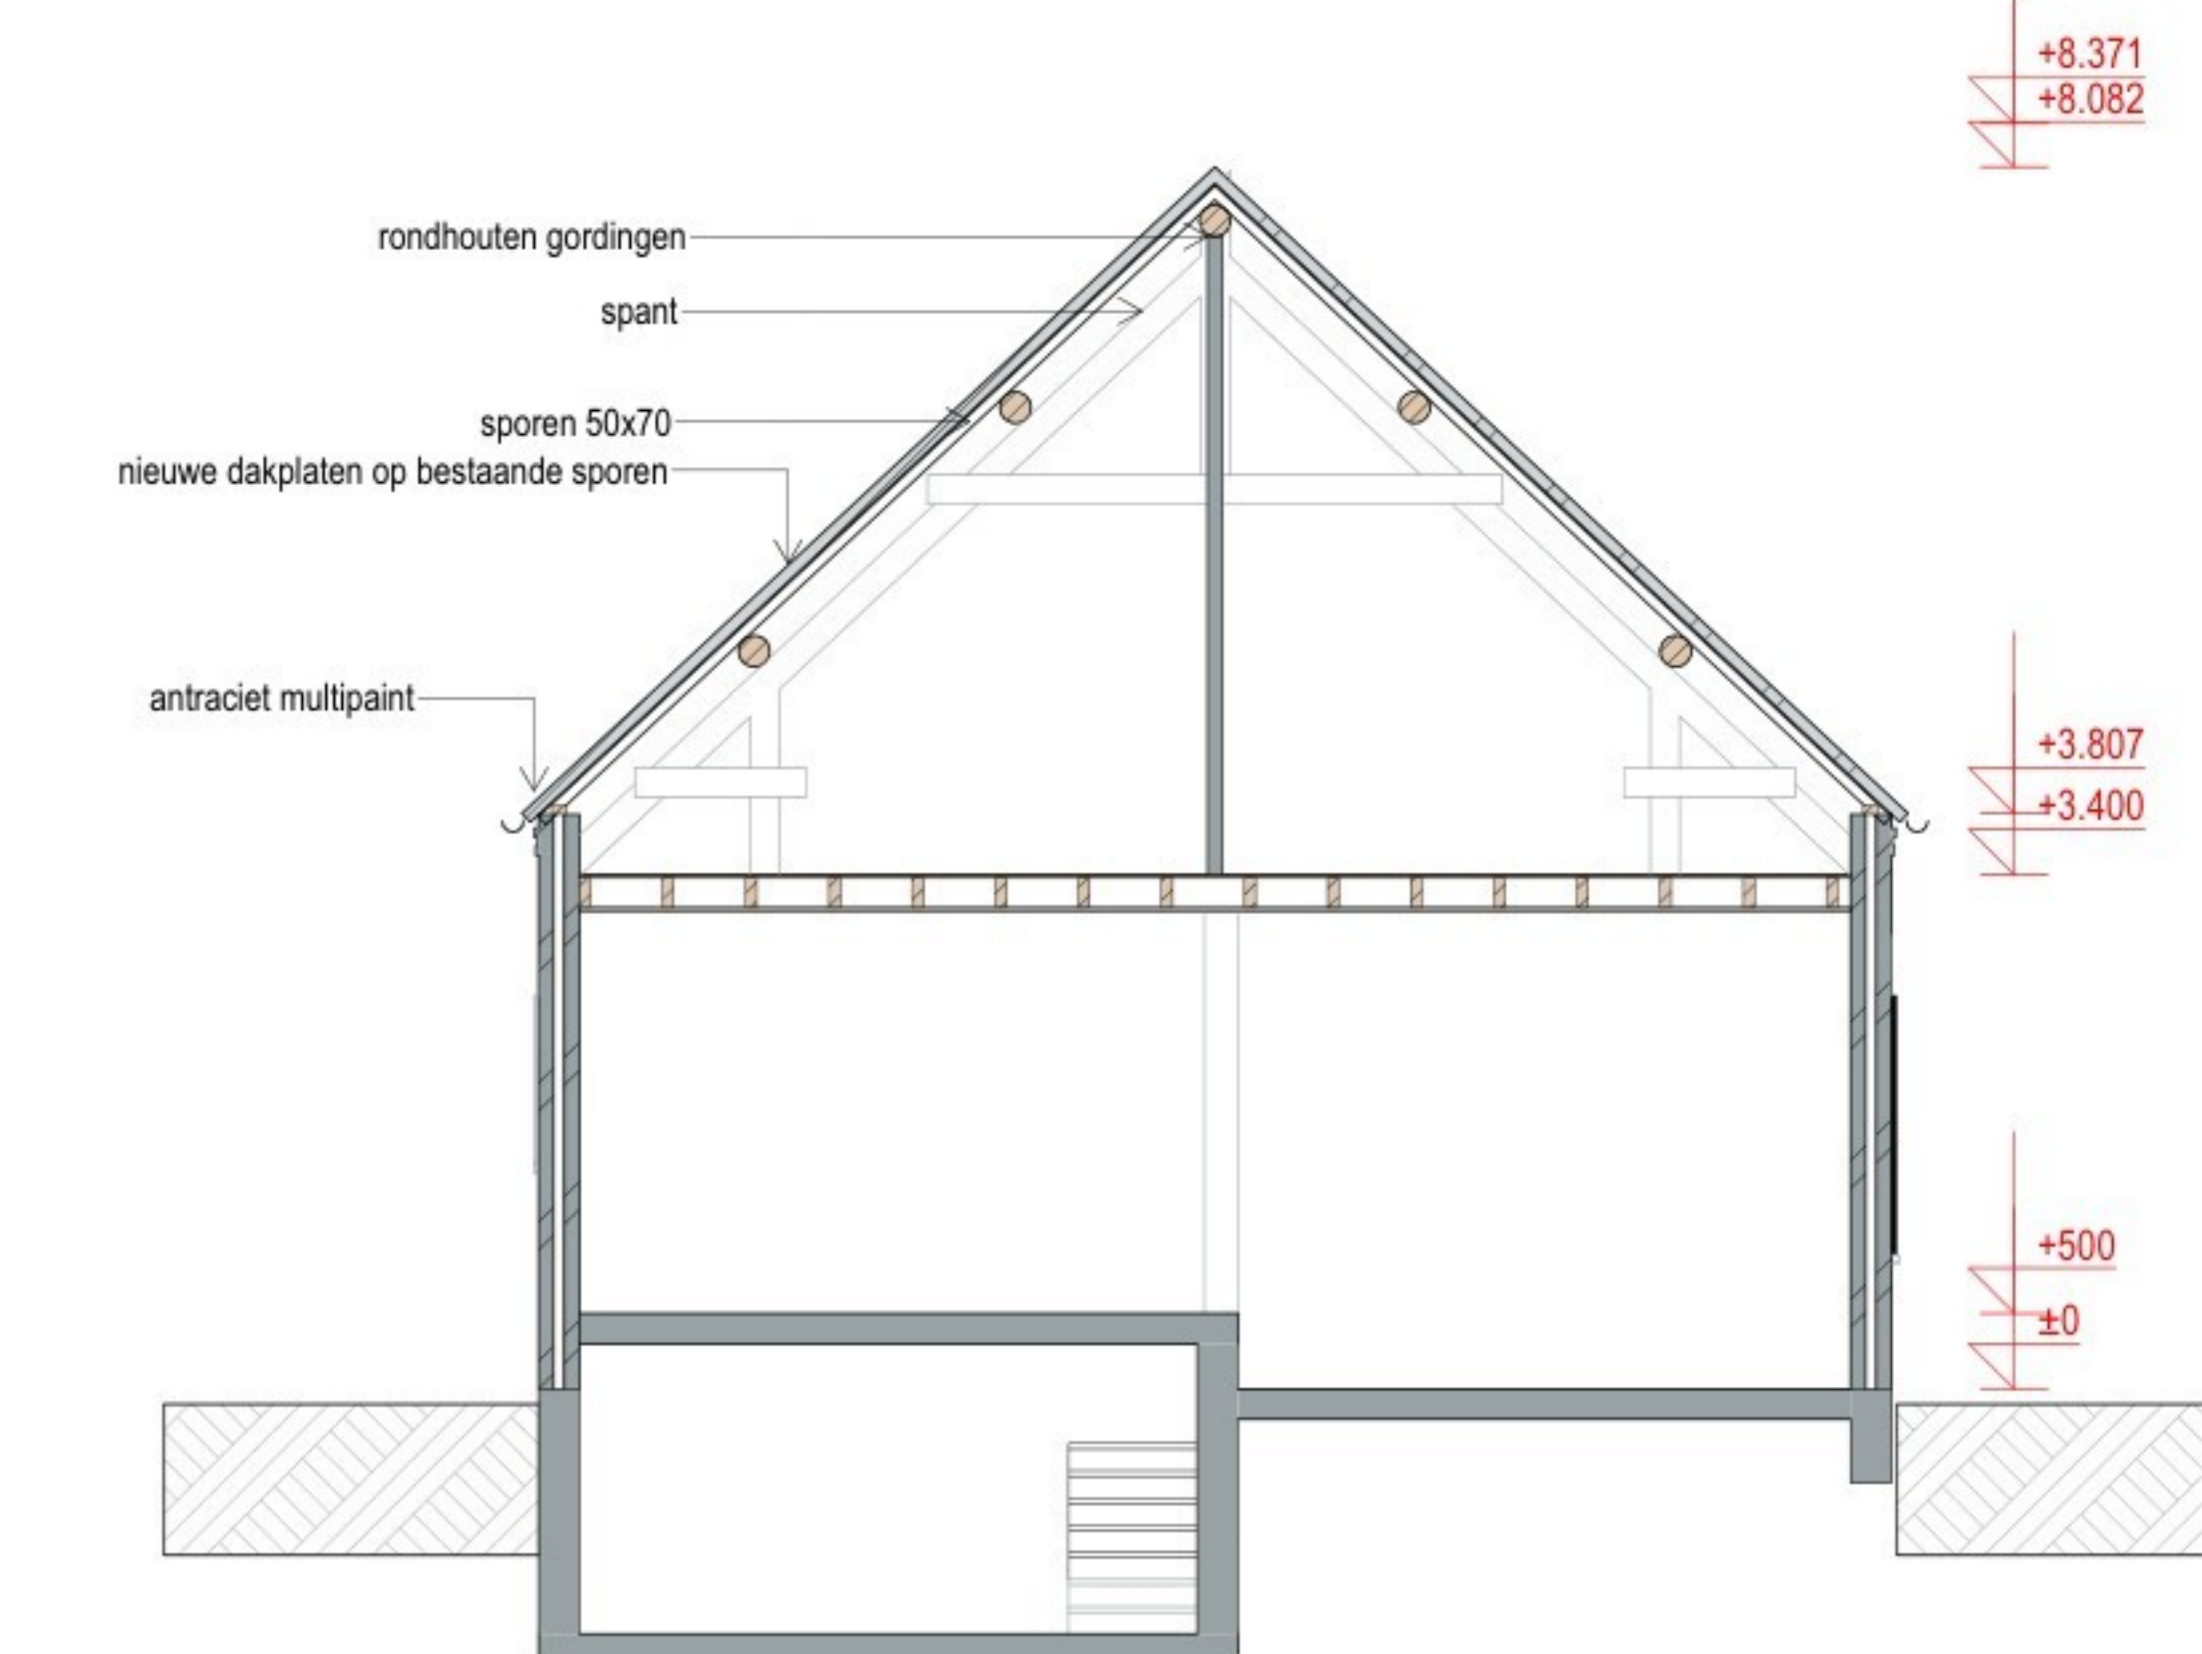 +8.371
+8.082
rondhouten gordingen
spant
sporen 50x70
nieuwe dakplaten op bestaande sporen
antraciet multipaint
+3.807
+3.400
+500
±0